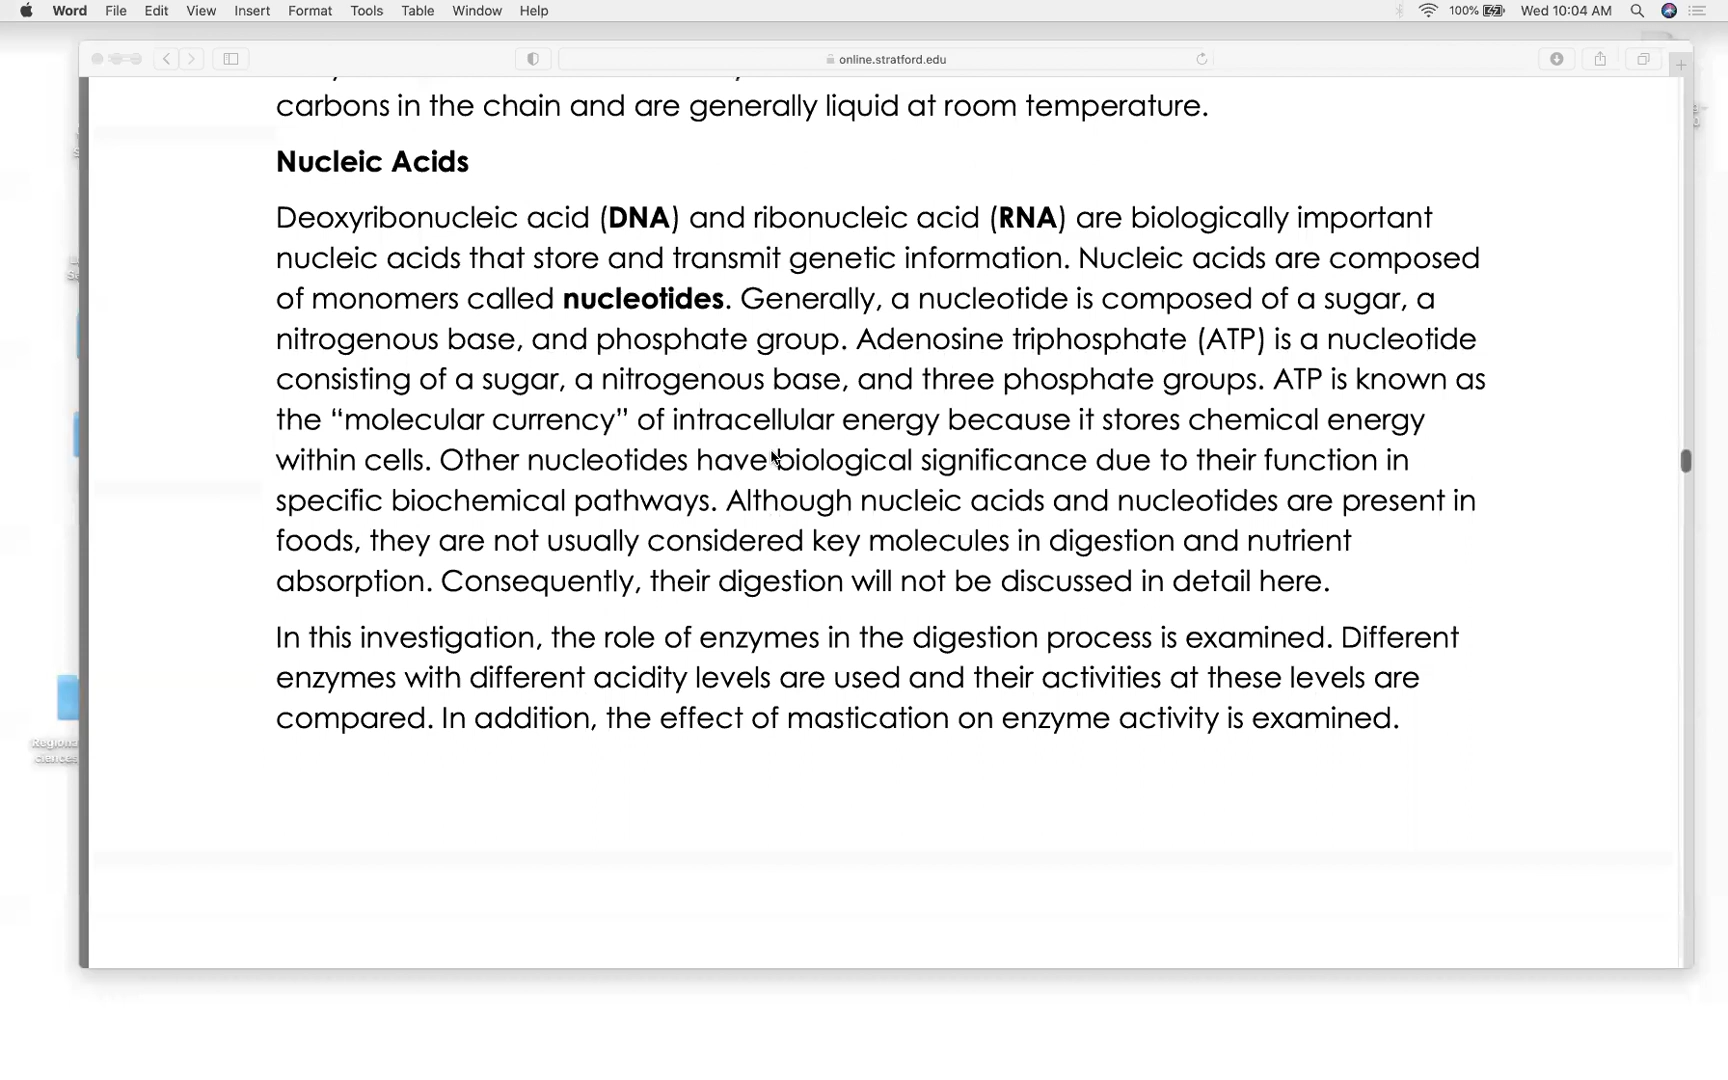 Word File Edit View Insert Format Tools Table Window Help 100% Wed 10:04 AM
online.stratford.edu
carbons in the chain and are generally liquid at room temperature.
Nucleic Acids
Deoxyribonucleic acid (DNA) and ribonucleic acid (RNA) are biologically important
nucleic acids that store and transmit genetic information. Nucleic acids are composed
of monomers called nucleotides. Generally, a nucleotide is composed of a sugar, a
nitrogenous base, and phosphate group. Adenosine triphosphate (ATP) is a nucleotide
consisting of a sugar, a nitrogenous base, and three phosphate groups. ATP is known as
the “molecular currency” of intracellular energy because it stores chemical energy
within cells. Other nucleotides have biological significance due to their function in
specific biochemical pathways. Although nucleic acids and nucleotides are present in
foods, they are not usually considered key molecules in digestion and nutrient
absorption. Consequently, their digestion will not be discussed in detail here.
In this investigation, the role of enzymes in the digestion process is examined. Different
enzymes with different acidity levels are used and their activities at these levels are
compared. In addition, the effect of mastication on enzyme activity is examined.
Regiona
ciences